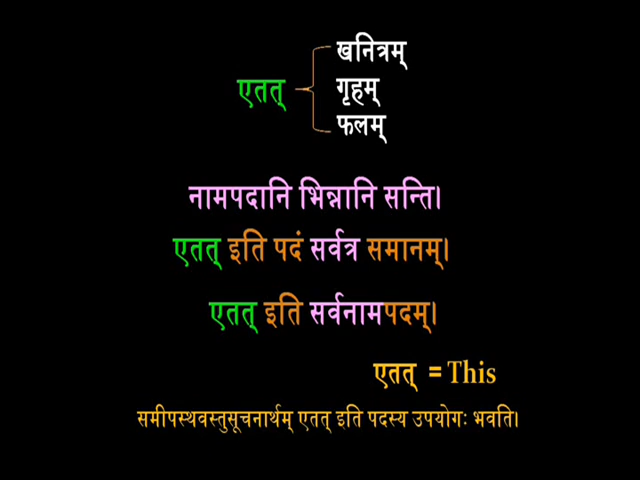 खनित्रम्
एतत्
गृहम्
फलम्
नामपदानि भिन्नानि सन्ति।
एतत् इति पदं सर्वत्र समानम्।
एतत् इति सर्वनामपदम्।
एतत् = This
समीपस्थवस्तुसूचनार्थम् एतत् इति पदस्य उपयोगः भवति।